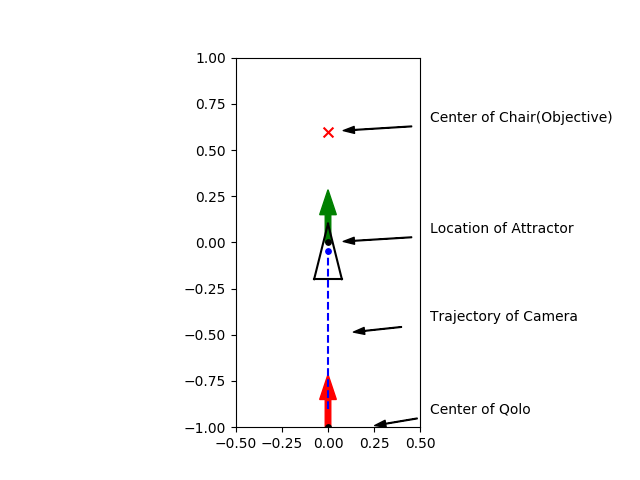 1.00
0.75
Center of Chair(Objective)
0.50
0.25
Location of Attractor
0.00
−0.25
Trajectory of Camera
−0.50
−0.75
Center of Qolo
−1.00
−0.50 −0.25 0.00 0.25 0.50